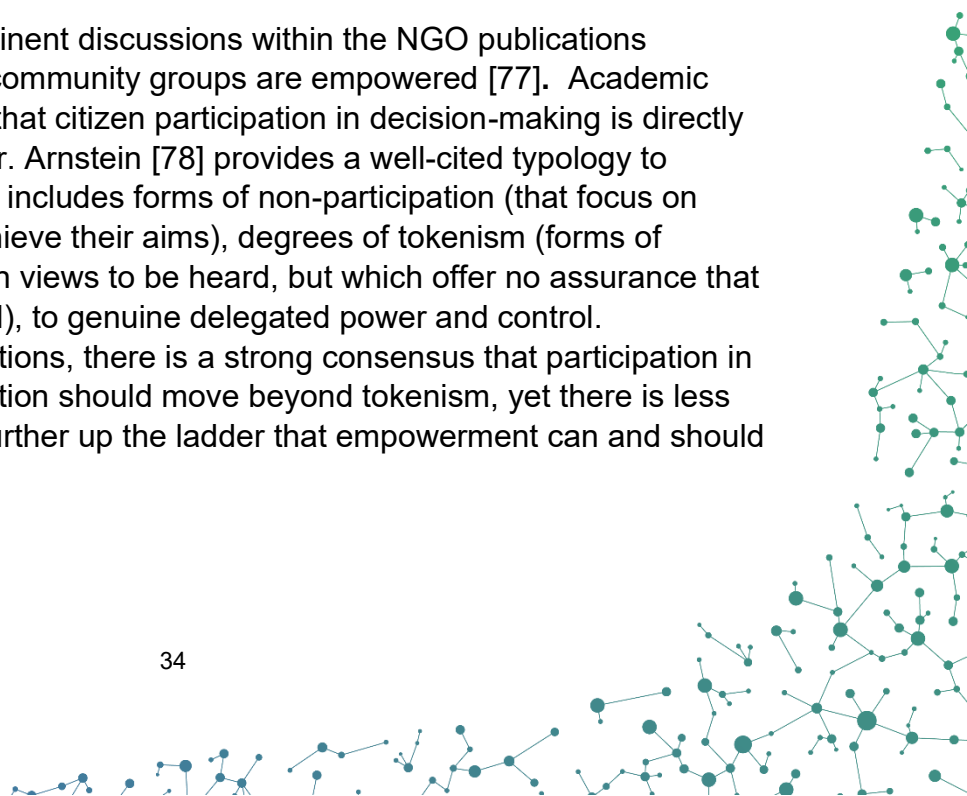 inent discussions within the NGO publications
ommunity groups are empowered [77]. Academic
hat citizen participation in decision-making is directly
r. Arnstein [78] provides a well-cited typology to
includes forms of non-participation (that focus on
ieve their aims), degrees of tokenism (forms of
n views to be heard, but which offer no assurance that
l), to genuine delegated power and control.
tions, there is a strong consensus that participation in
tion should move beyond tokenism, yet there is less
urther up the ladder that empowerment can and should
34